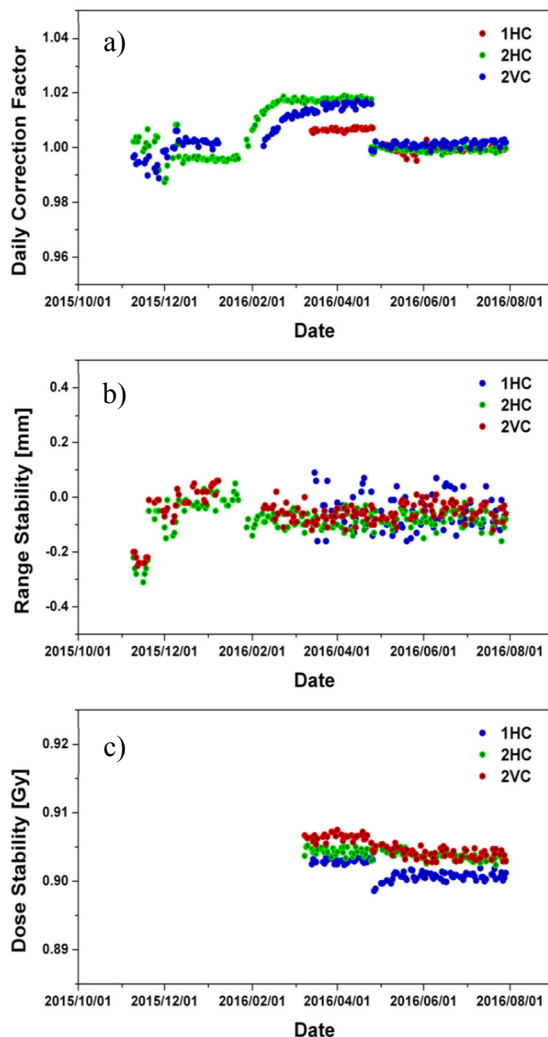 a)
1HC
2HC
2VC
1.04
1.02
1.00
0.98
0.96
Daily Correction Factor
2015/10/01 2015/12/01 2016/02/01 2016/04/01 2016/06/01 2016/08/01
Date
b)
1HC
2HC
2VC
0.4
0.2
0.0
-0.2
-0.4
Range Stability [mm]
2015/10/01 2015/12/01 2016/02/01 2016/04/01 2016/06/01 2016/08/01
Date
c)
1HC
2HC
2VC
0.92
0.91
0.90
0.89
Dose Stability [Gy]
2015/10/01 2015/12/01 2016/02/01 2016/04/01 2016/06/01 2016/08/01
Date